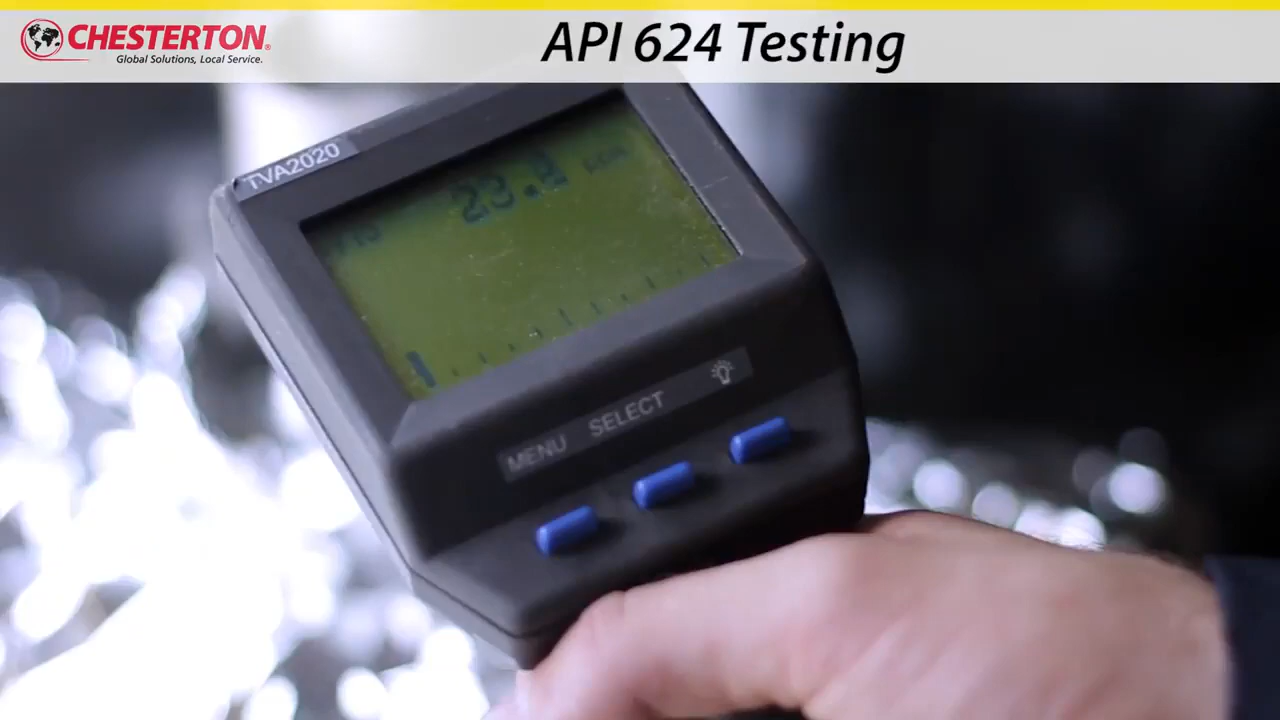 CHESTERTON®
Global Solutions, Local Service.
API 624 Testing
TVA2020
MENU SELECT